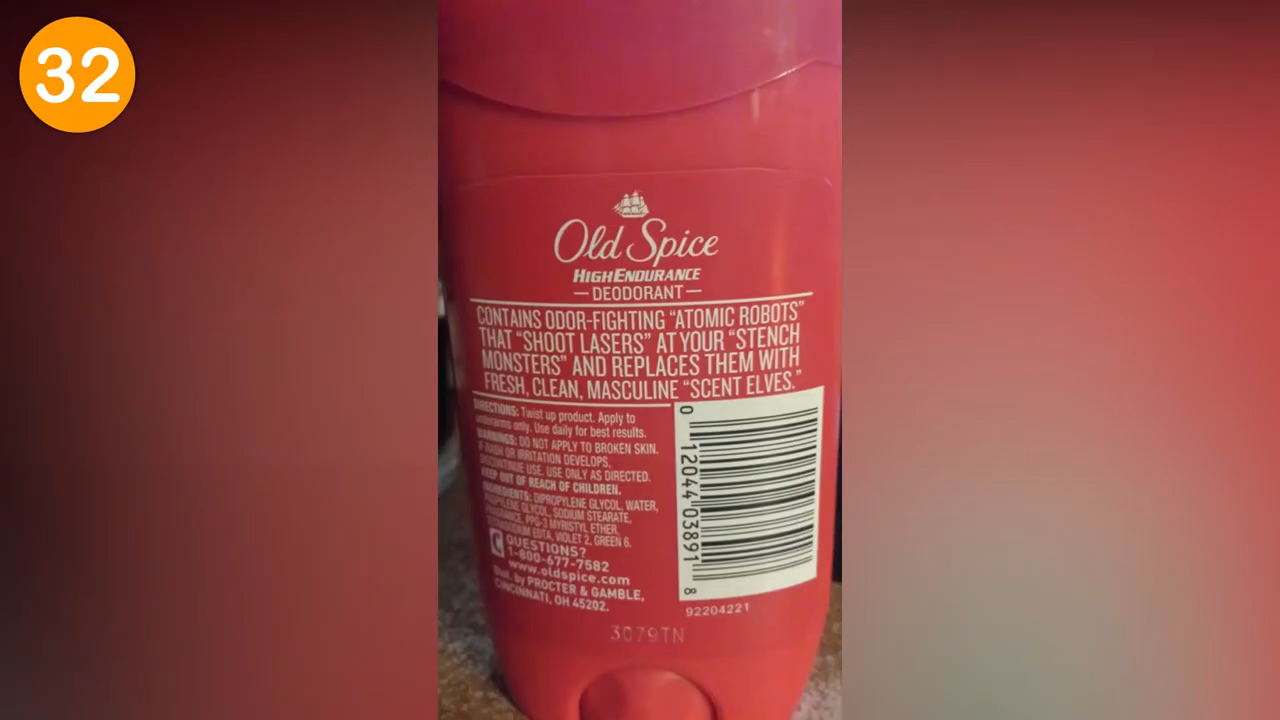 32
Old Spice
HIGH ENDURANCE
— DEODORANT —
CONTAINS ODOR-FIGHTING “ATOMIC ROBOTS”
THAT “SHOOT LASERS” AT YOUR “STENCH
MONSTERS” AND REPLACES THEM WITH
FRESH, CLEAN, MASCULINE “SCENT ELVES.”
DIRECTIONS: Twist up product. Apply to
underarms only. Use daily for best results.
WARNINGS: DO NOT APPLY TO BROKEN SKIN.
IF RASH OR IRRITATION DEVELOPS,
DISCONTINUE USE. USE ONLY AS DIRECTED.
KEEP OUT OF REACH OF CHILDREN.
INGREDIENTS: DIPROPYLENE GLYCOL, WATER,
PROPYLENE GLYCOL, SODIUM STEARATE,
PPG-3 MYRISTYL ETHER,
EDTA, VIOLET 2, GREEN 6.
QUESTIONS?
1-800-677-7582
www.oldspice.com
Dist. by PROCTER & GAMBLE,
CINCINNATI, OH 45202.
0 12044 03891 8
92204221
3079TN